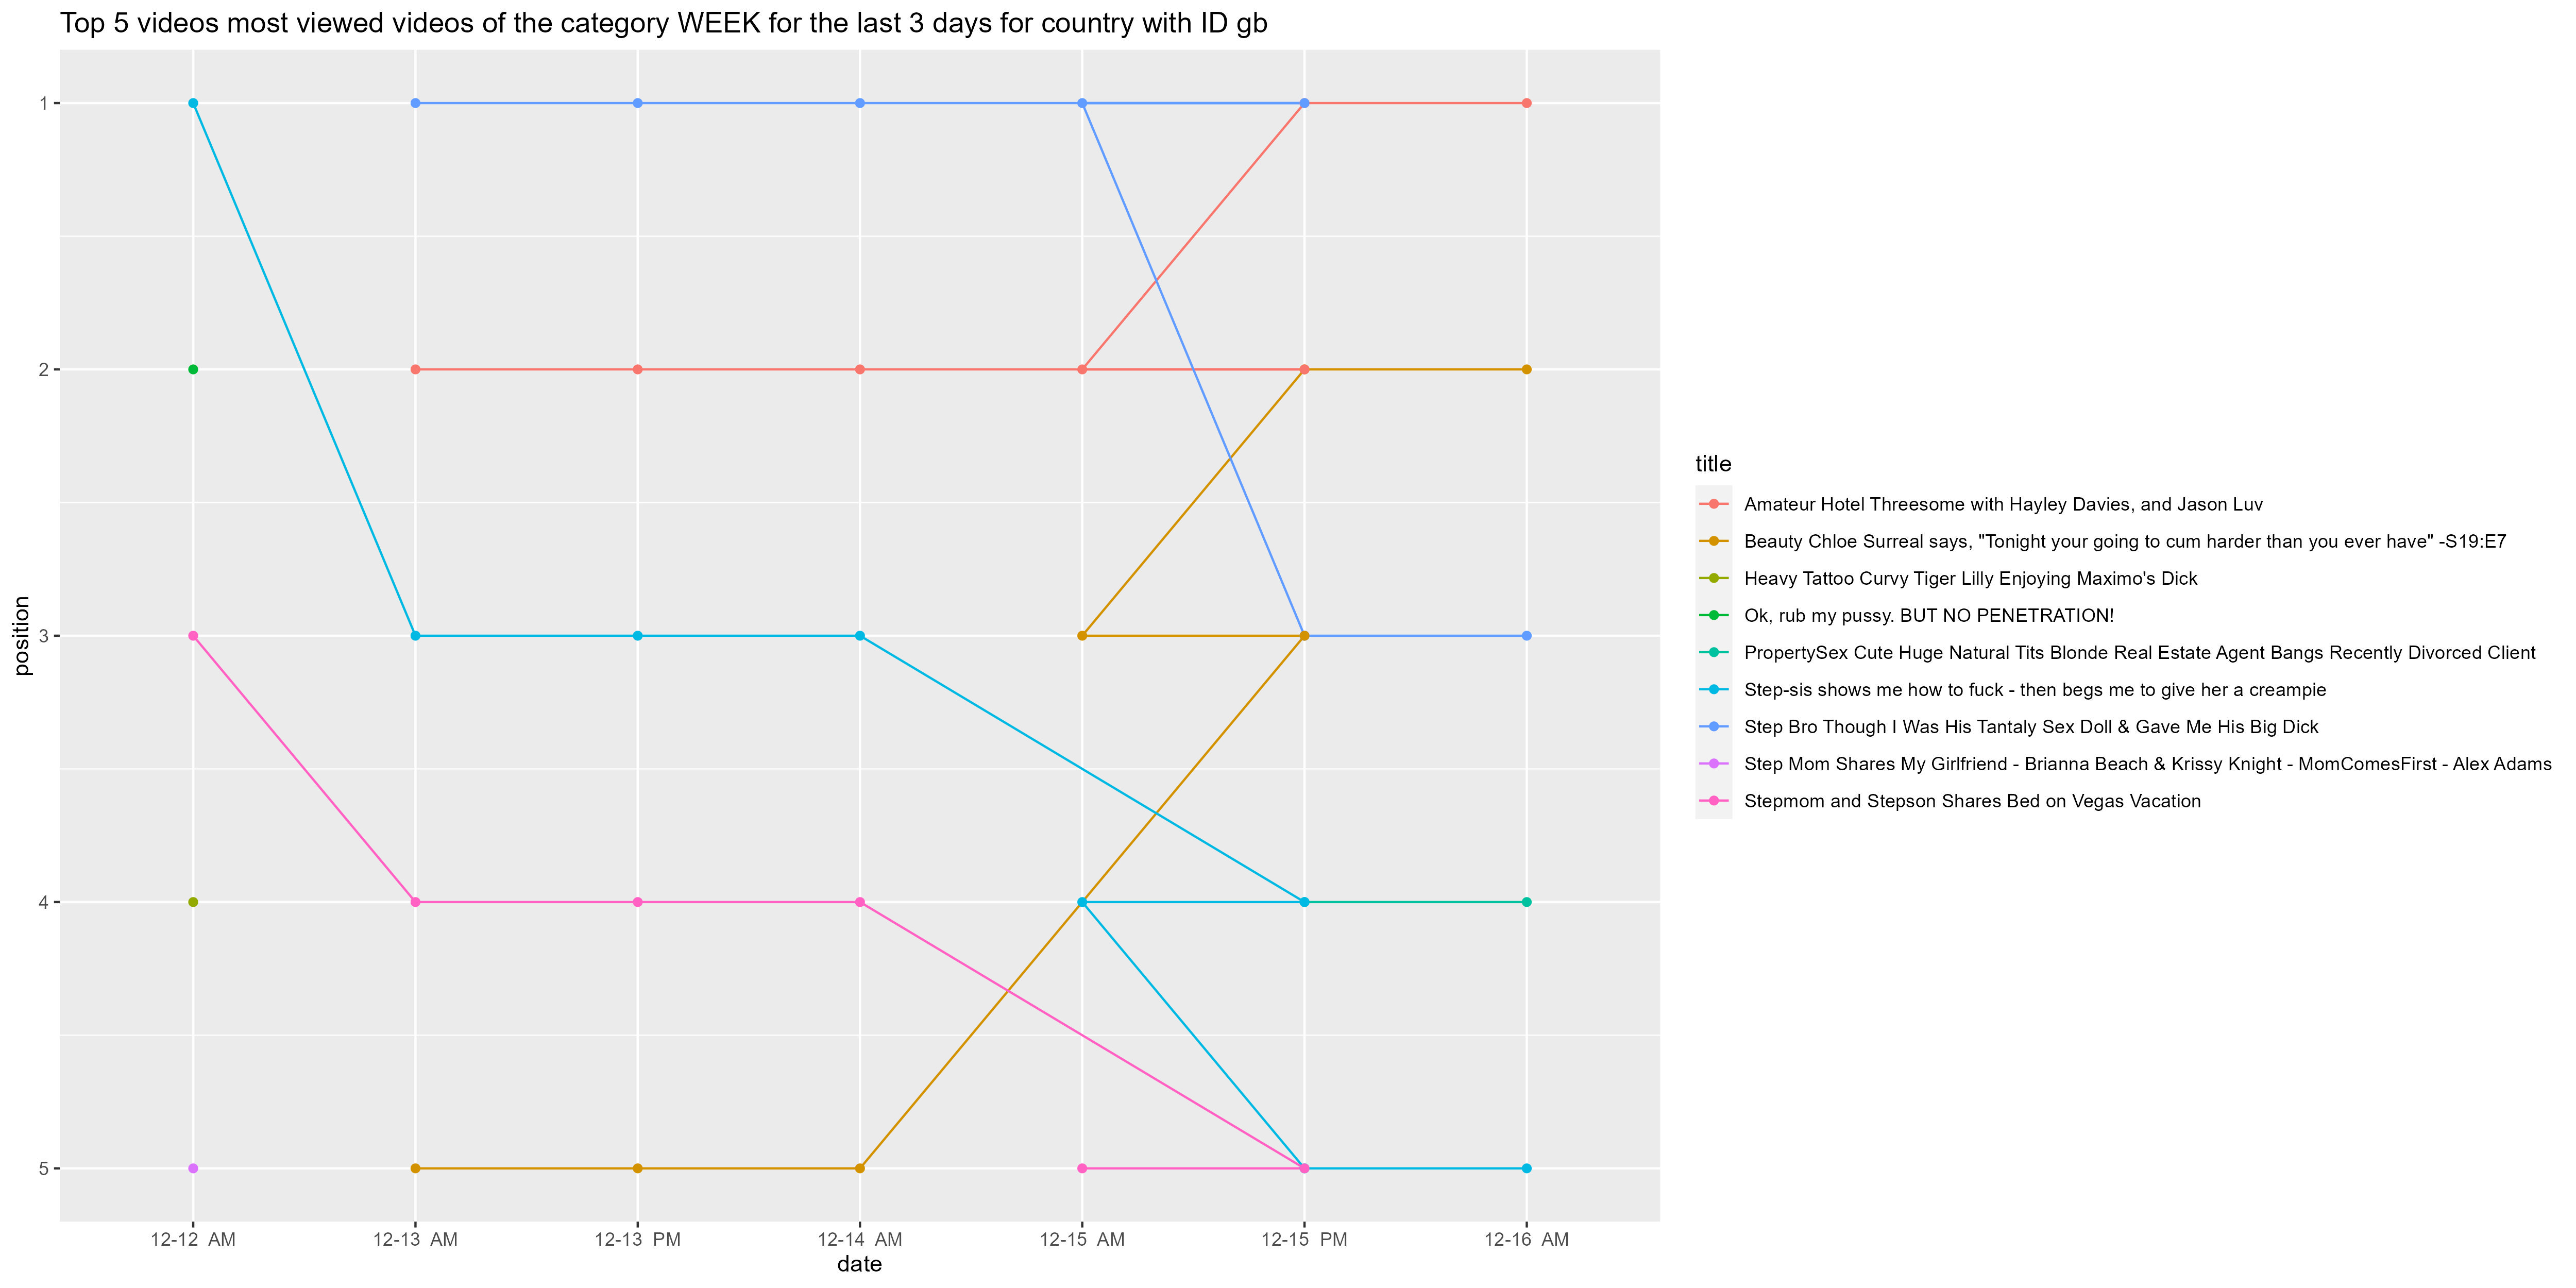 Top 5 videos most viewed videos of the category WEEK for the last 3 days for country with ID gb
1
2
3
4
5
position
12-12 AM
12-13 AM
12-13 PM
12-14 AM
12-15 AM
12-15 PM
12-16 AM
date
title
Amateur Hotel Threesome with Hayley Davies, and Jason Luv
Beauty Chloe Surreal says, "Tonight your going to cum harder than you ever have" -S19:E7
Heavy Tattoo Curvy Tiger Lilly Enjoying Maximo's Dick
Ok, rub my pussy. BUT NO PENETRATION!
PropertySex Cute Huge Natural Tits Blonde Real Estate Agent Bangs Recently Divorced Client
Step-sis shows me how to fuck - then begs me to give her a creampie
Step Bro Though I Was His Tantaly Sex Doll & Gave Me His Big Dick
Step Mom Shares My Girlfriend - Brianna Beach & Krissy Knight - MomComesFirst - Alex Adams
Stepmom and Stepson Shares Bed on Vegas Vacation